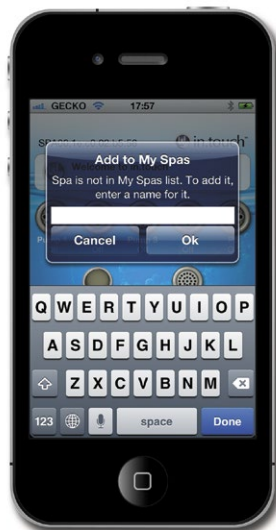 GECKO 17:57
in.touch™
Add to My Spas
Spa is not in My Spas list. To add it,
enter a name for it.
Cancel Ok
Q W E R T Y U I O P
A S D F G H J K L
Z X C V B N M
123 space Done